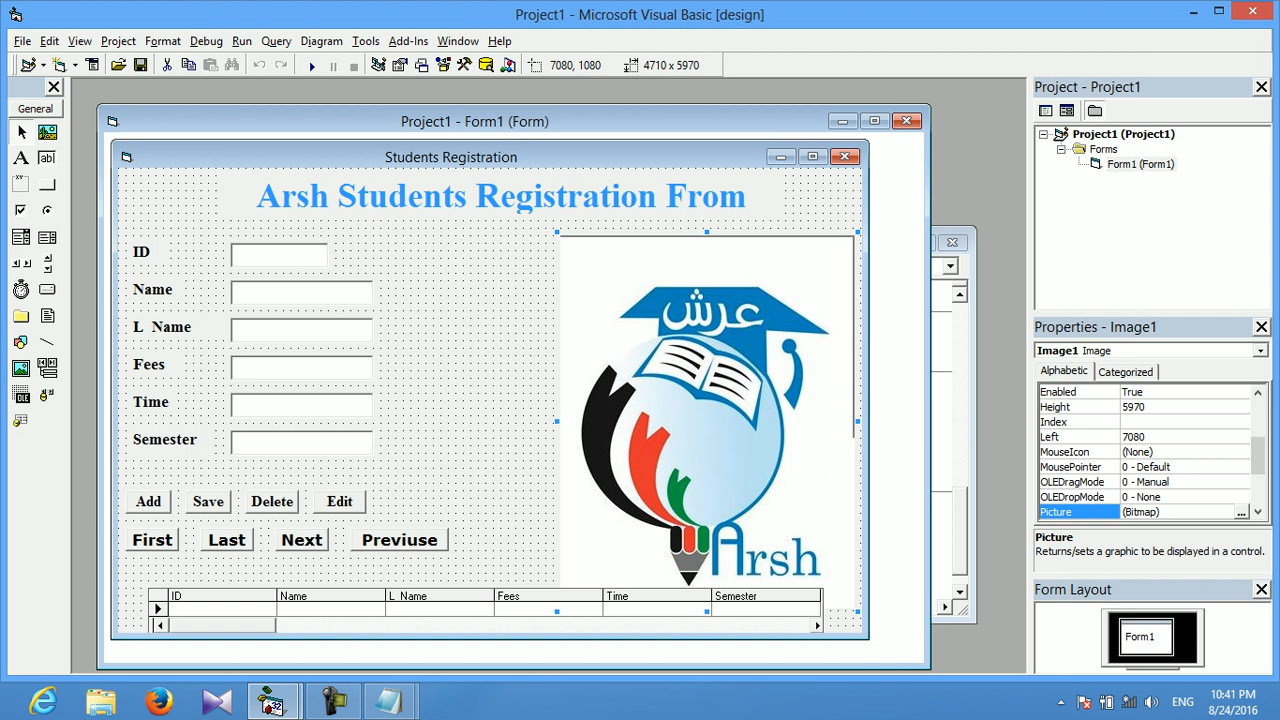 Project1 - Microsoft Visual Basic [design]
File Edit View Project Format Debug Run Query Diagram Tools Add-Ins Window Help
7080, 1080 4710 x 5970
General
Project1 - Form1 (Form)
Students Registration
Arsh Students Registration From
ID
Name
L Name
Fees
Time
Semester
Add Save Delete Edit
First Last Next Previuse
عرش
Arsh
ID Name L Name Fees Time Semester
Project - Project1
Project1 (Project1)
Forms
Form1 (Form1)
Properties - Image1
Image1 Image
Alphabetic Categorized
Enabled True
Height 5970
Index
Left 7080
MouseIcon (None)
MousePointer 0 - Default
OLEDragMode 0 - Manual
OLEDropMode 0 - None
Picture (Bitmap) ...
Picture
Returns/sets a graphic to be displayed in a control.
Form Layout
Form1
ENG
10:41 PM
8/24/2016